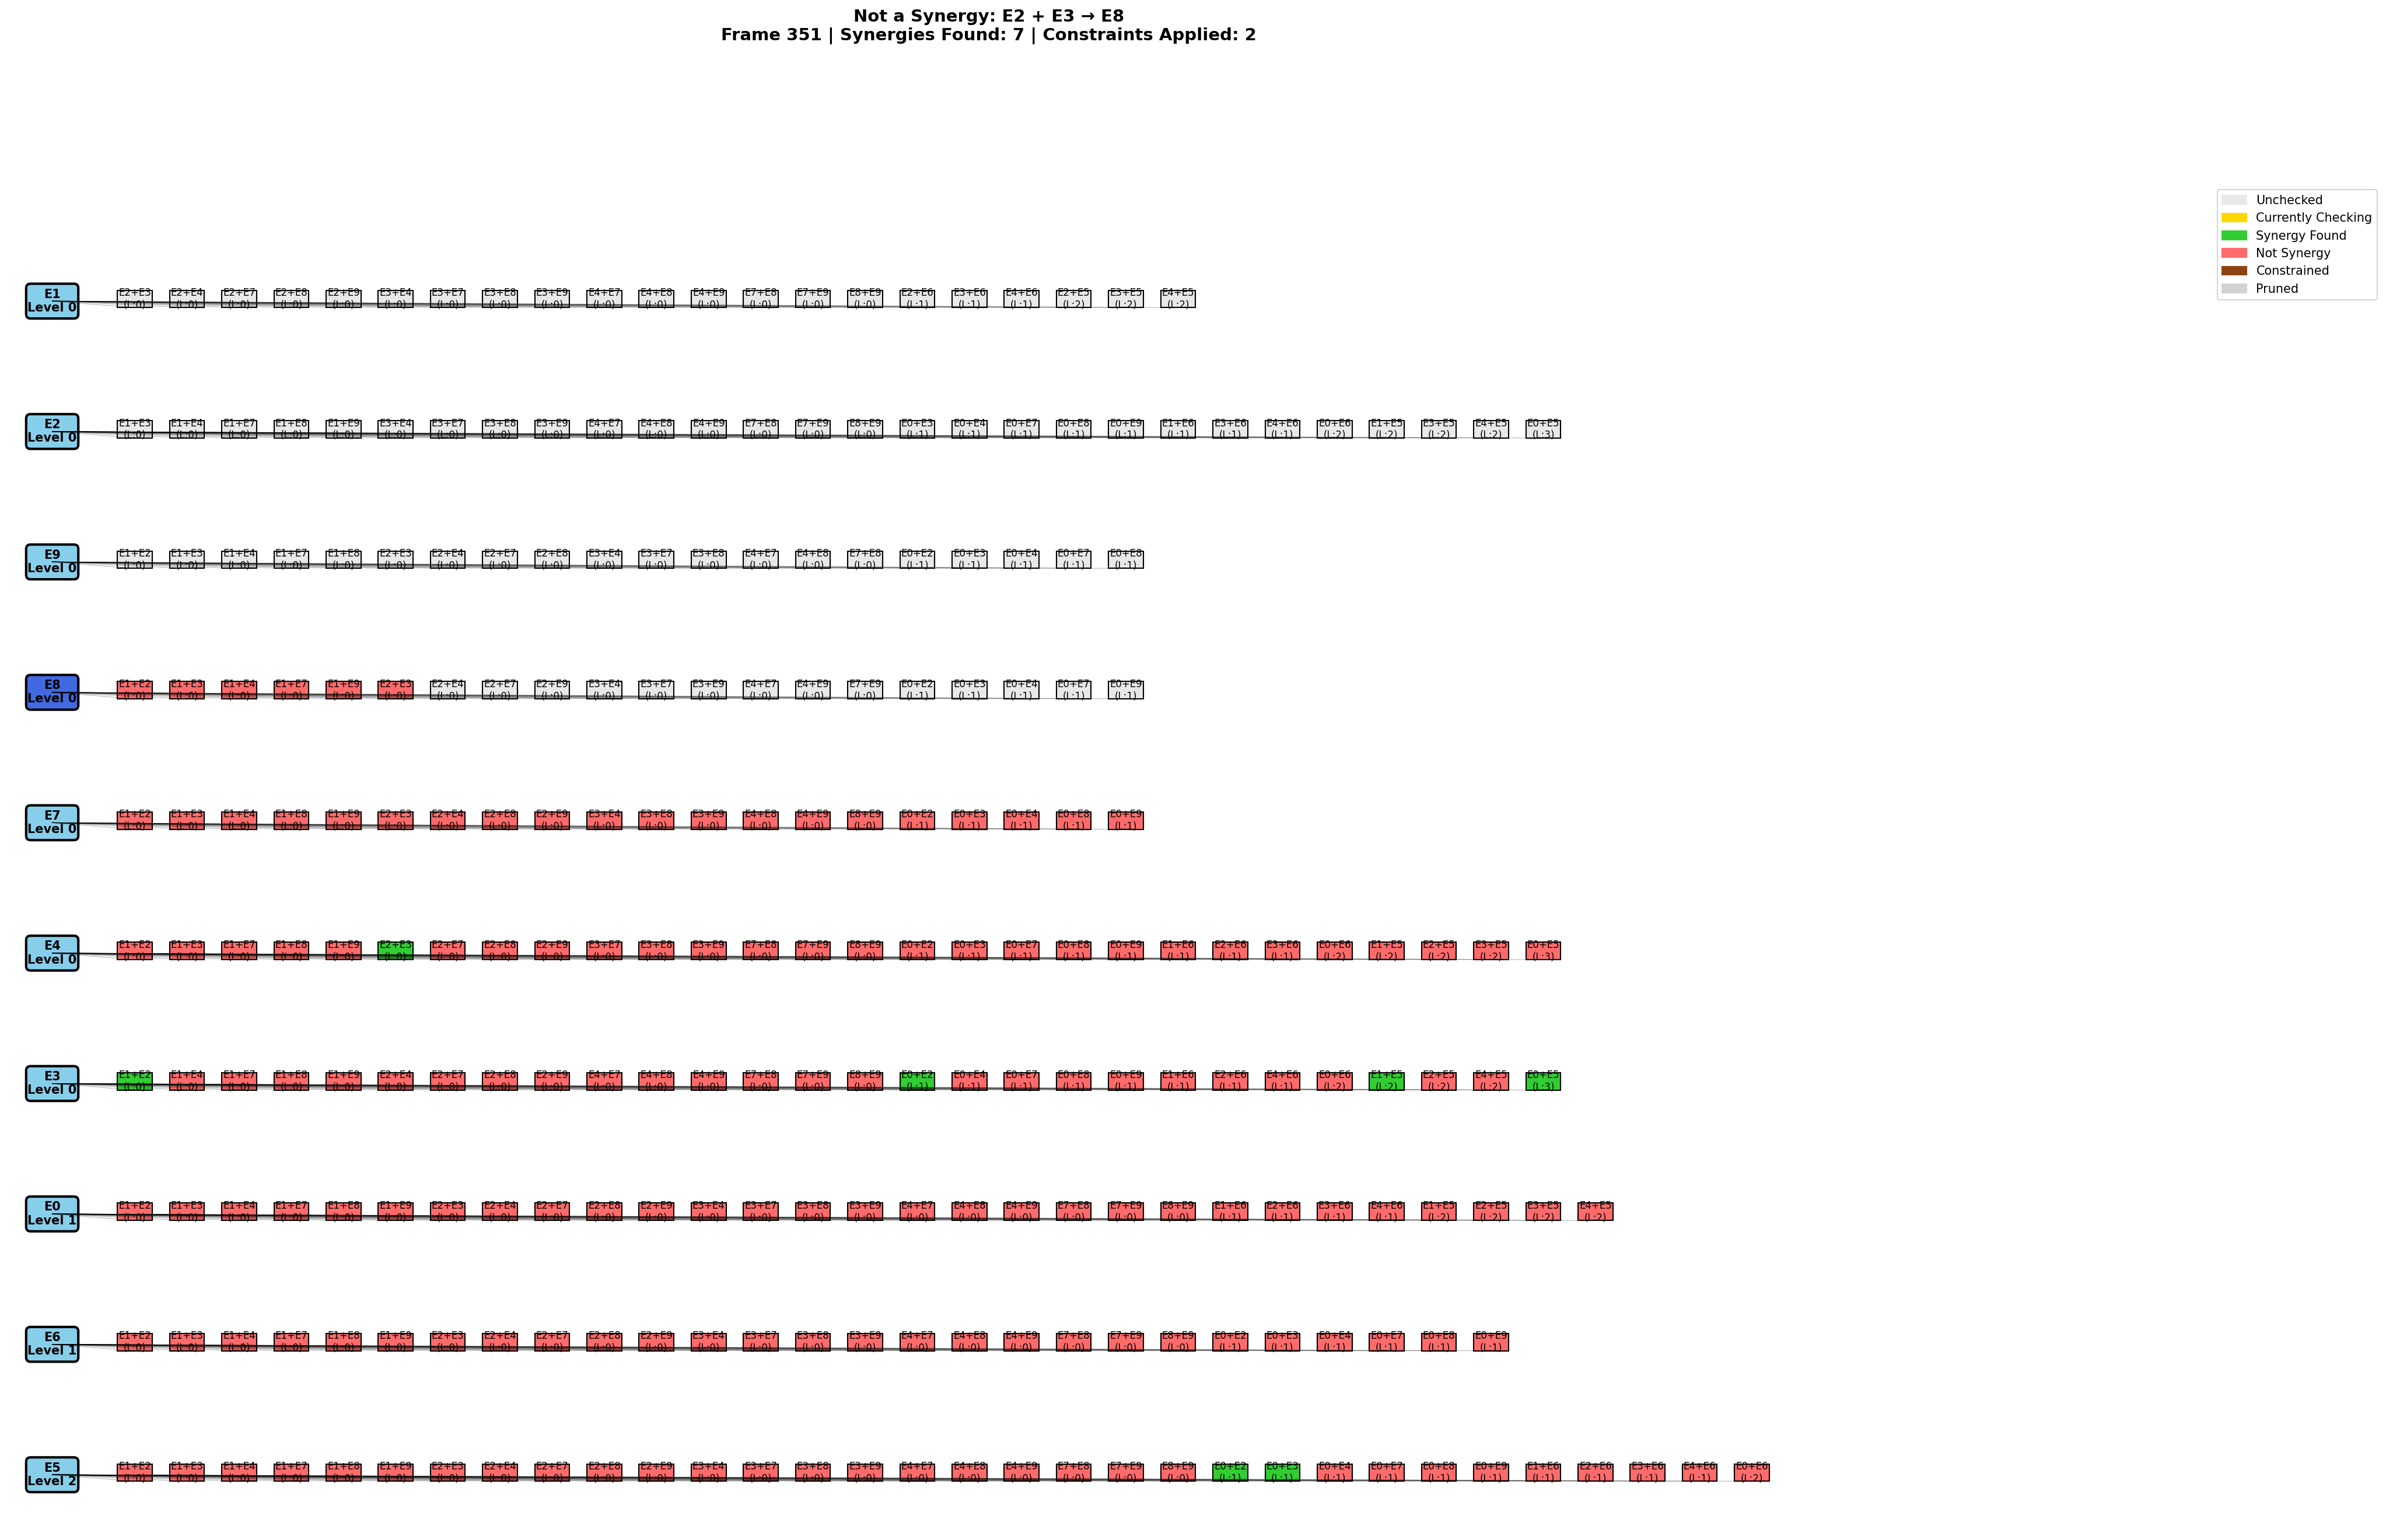 Not a Synergy: E2 + E3 → E8
Frame 351 | Synergies Found: 7 | Constraints Applied: 2
Unchecked
Currently Checking
Synergy Found
Not Synergy
Constrained
Pruned
E1 E2+E3 E2+E4 E2+E7 E2+E8 E2+E9 E3+E4 E3+E7 E3+E8 E3+E9 E4+E7 E4+E8 E4+E9 E7+E8 E7+E9 E8+E9 E2+E6 E3+E6 E4+E6 E2+E5 E3+E5 E4+E5
Level 0 (L:0) (L:0) (L:0) (L:0) (L:0) (L:0) (L:0) (L:0) (L:0) (L:0) (L:0) (L:0) (L:0) (L:0) (L:0) (L:1) (L:1) (L:1) (L:2) (L:2) (L:2)
E2 E1+E3 E1+E4 E1+E7 E1+E8 E1+E9 E3+E4 E3+E7 E3+E8 E3+E9 E4+E7 E4+E8 E4+E9 E7+E8 E7+E9 E8+E9 E0+E3 E0+E4 E0+E7 E0+E8 E0+E9 E1+E6 E3+E6 E4+E6 E0+E6 E1+E5 E3+E5 E4+E5 E0+E5
Level 0 (L:0) (L:0) (L:0) (L:0) (L:0) (L:0) (L:0) (L:0) (L:0) (L:0) (L:0) (L:0) (L:0) (L:0) (L:0) (L:1) (L:1) (L:1) (L:1) (L:1) (L:1) (L:1) (L:1) (L:2) (L:2) (L:2) (L:2) (L:3)
E9 E1+E2 E1+E3 E1+E4 E1+E7 E1+E8 E2+E3 E2+E4 E2+E7 E2+E8 E3+E4 E3+E7 E3+E8 E4+E7 E4+E8 E7+E8 E0+E2 E0+E3 E0+E4 E0+E7 E0+E8
Level 0 (L:0) (L:0) (L:0) (L:0) (L:0) (L:0) (L:0) (L:0) (L:0) (L:0) (L:0) (L:0) (L:0) (L:0) (L:0) (L:1) (L:1) (L:1) (L:1) (L:1)
E8 E1+E2 E1+E3 E1+E4 E1+E7 E1+E9 E2+E3 E2+E4 E2+E7 E2+E9 E3+E4 E3+E7 E3+E9 E4+E7 E4+E9 E7+E9 E0+E2 E0+E3 E0+E4 E0+E7 E0+E9
Level 0 (L:0) (L:0) (L:0) (L:0) (L:0) (L:0) (L:0) (L:0) (L:0) (L:0) (L:0) (L:0) (L:0) (L:0) (L:0) (L:1) (L:1) (L:1) (L:1) (L:1)
E7 E1+E2 E1+E3 E1+E4 E1+E8 E1+E9 E2+E3 E2+E4 E2+E8 E2+E9 E3+E4 E3+E8 E3+E9 E4+E8 E4+E9 E8+E9 E0+E2 E0+E3 E0+E4 E0+E8 E0+E9
Level 0 (L:0) (L:0) (L:0) (L:0) (L:0) (L:0) (L:0) (L:0) (L:0) (L:0) (L:0) (L:0) (L:0) (L:0) (L:0) (L:1) (L:1) (L:1) (L:1) (L:1)
E4 E1+E2 E1+E3 E1+E7 E1+E8 E1+E9 E2+E3 E2+E7 E2+E8 E2+E9 E3+E7 E3+E8 E3+E9 E7+E8 E7+E9 E8+E9 E0+E2 E0+E3 E0+E7 E0+E8 E0+E9 E1+E6 E2+E6 E3+E6 E0+E6 E1+E5 E2+E5 E3+E5 E0+E5
Level 0 (L:0) (L:0) (L:0) (L:0) (L:0) (L:0) (L:0) (L:0) (L:0) (L:0) (L:0) (L:0) (L:0) (L:0) (L:0) (L:1) (L:1) (L:1) (L:1) (L:1) (L:1) (L:1) (L:1) (L:2) (L:2) (L:2) (L:2) (L:3)
E3 E1+E2 E1+E4 E1+E7 E1+E8 E1+E9 E2+E4 E2+E7 E2+E8 E2+E9 E4+E7 E4+E8 E4+E9 E7+E8 E7+E9 E8+E9 E0+E2 E0+E4 E0+E7 E0+E8 E0+E9 E1+E6 E2+E6 E4+E6 E0+E6 E1+E5 E2+E5 E4+E5 E0+E5
Level 0 (L:0) (L:0) (L:0) (L:0) (L:0) (L:0) (L:0) (L:0) (L:0) (L:0) (L:0) (L:0) (L:0) (L:0) (L:0) (L:1) (L:1) (L:1) (L:1) (L:1) (L:1) (L:1) (L:1) (L:2) (L:2) (L:2) (L:2) (L:3)
E0 E1+E2 E1+E3 E1+E4 E1+E7 E1+E8 E1+E9 E2+E3 E2+E4 E2+E7 E2+E8 E2+E9 E3+E4 E3+E7 E3+E8 E3+E9 E4+E7 E4+E8 E4+E9 E7+E8 E7+E9 E8+E9 E1+E6 E2+E6 E3+E6 E4+E6 E1+E5 E2+E5 E3+E5 E4+E5
Level 1 (L:0) (L:0) (L:0) (L:0) (L:0) (L:0) (L:0) (L:0) (L:0) (L:0) (L:0) (L:0) (L:0) (L:0) (L:0) (L:0) (L:0) (L:0) (L:0) (L:0) (L:0) (L:1) (L:1) (L:1) (L:1) (L:2) (L:2) (L:2) (L:2)
E6 E1+E2 E1+E3 E1+E4 E1+E7 E1+E8 E1+E9 E2+E3 E2+E4 E2+E7 E2+E8 E2+E9 E3+E4 E3+E7 E3+E8 E3+E9 E4+E7 E4+E8 E4+E9 E7+E8 E7+E9 E8+E9 E0+E2 E0+E3 E0+E4 E0+E7 E0+E8 E0+E9
Level 1 (L:0) (L:0) (L:0) (L:0) (L:0) (L:0) (L:0) (L:0) (L:0) (L:0) (L:0) (L:0) (L:0) (L:0) (L:0) (L:0) (L:0) (L:0) (L:0) (L:0) (L:0) (L:1) (L:1) (L:1) (L:1) (L:1) (L:1)
E5 E1+E2 E1+E3 E1+E4 E1+E7 E1+E8 E1+E9 E2+E3 E2+E4 E2+E7 E2+E8 E2+E9 E3+E4 E3+E7 E3+E8 E3+E9 E4+E7 E4+E8 E4+E9 E7+E8 E7+E9 E8+E9 E0+E2 E0+E3 E0+E4 E0+E7 E0+E8 E0+E9 E1+E6 E2+E6 E3+E6 E4+E6 E0+E6
Level 2 (L:0) (L:0) (L:0) (L:0) (L:0) (L:0) (L:0) (L:0) (L:0) (L:0) (L:0) (L:0) (L:0) (L:0) (L:0) (L:0) (L:0) (L:0) (L:0) (L:0) (L:0) (L:1) (L:1) (L:1) (L:1) (L:1) (L:1) (L:1) (L:1) (L:1) (L:1) (L:2)